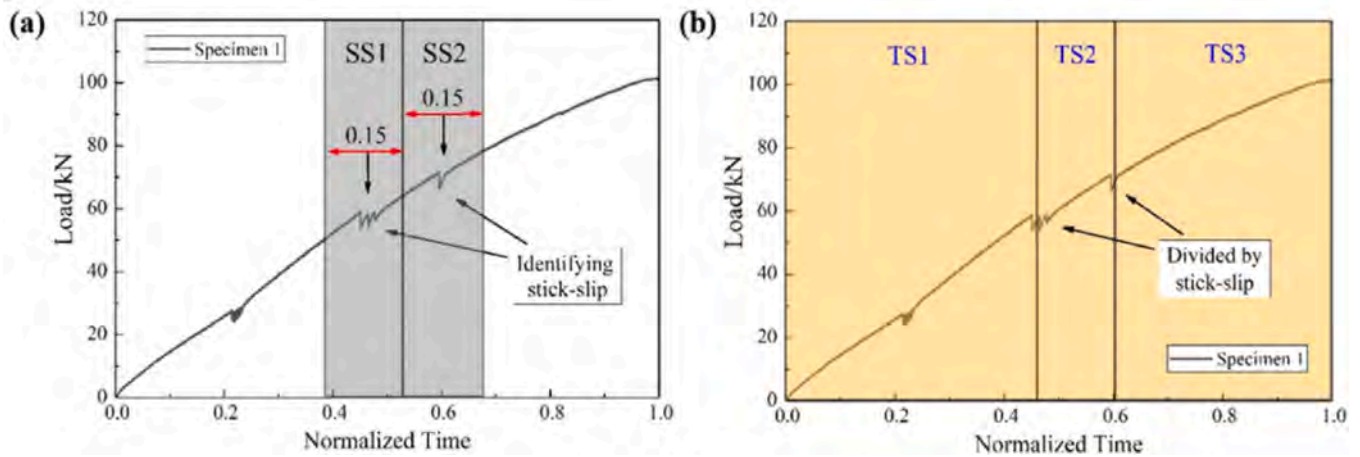 (a)
120
100
80
60
40
20
0
Load/kN
Specimen 1
SS1
SS2
0.15
0.15
Identifying
stick-slip
0.0
0.2
0.4
0.6
0.8
1.0
Normalized Time
(b)
120
100
80
60
40
20
0
Load/kN
TS1
TS2
TS3
Divided by
stick-slip
Specimen 1
0.0
0.2
0.4
0.6
0.8
1.0
Normalized Time